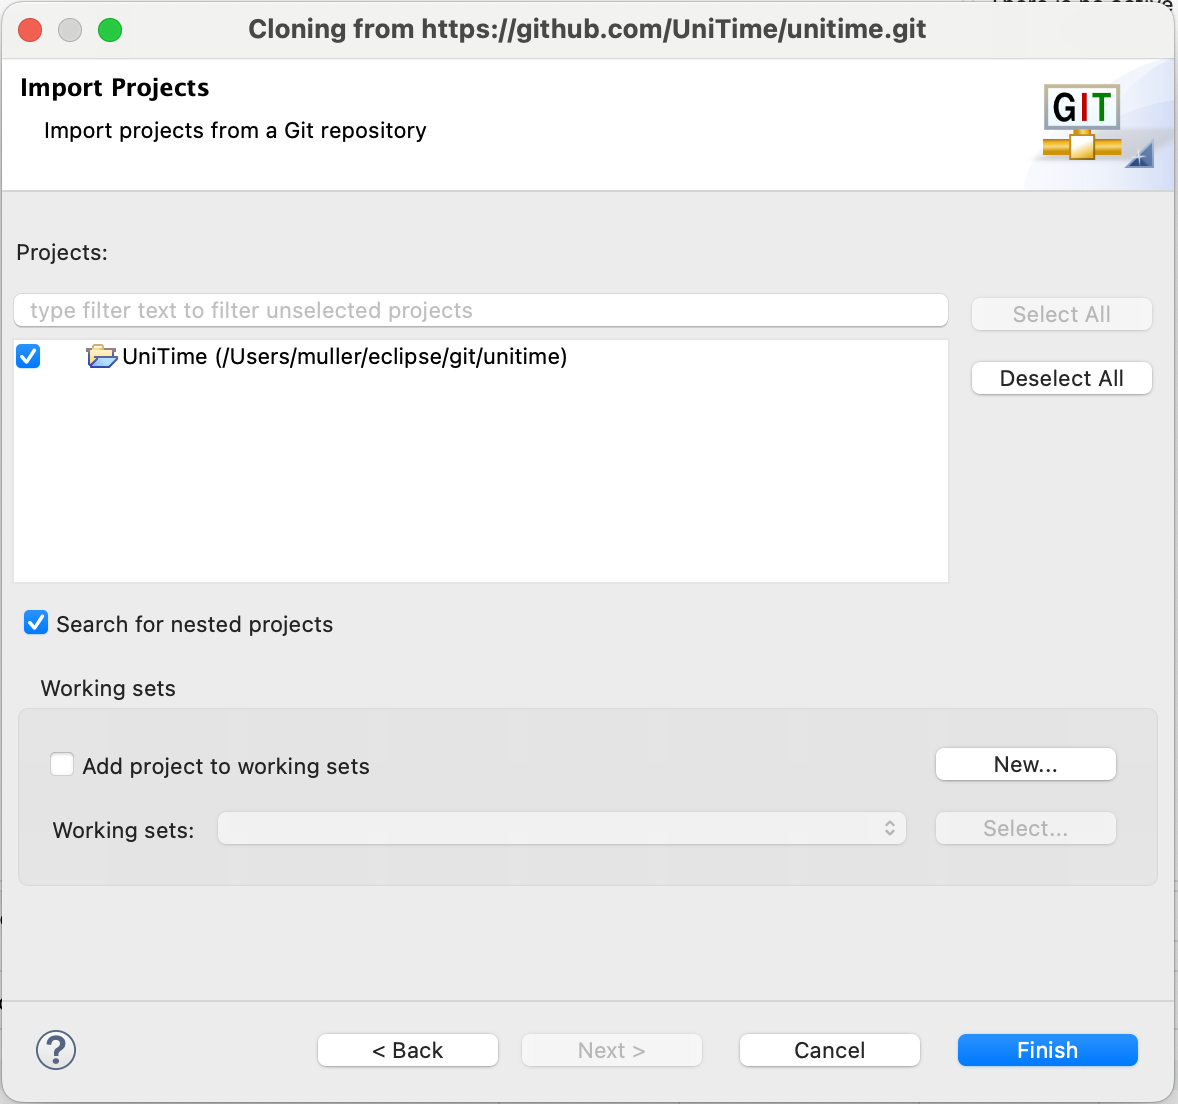 Cloning from https://github.com/UniTime/unitime.git
Import Projects
Import projects from a Git repository
GIT
Projects:
type filter text to filter unselected projects
Select All
UniTime (/Users/muller/eclipse/git/unitime)
Deselect All
Search for nested projects
Working sets
Add project to working sets
New...
Working sets:
Select...
?
< Back
Next >
Cancel
Finish